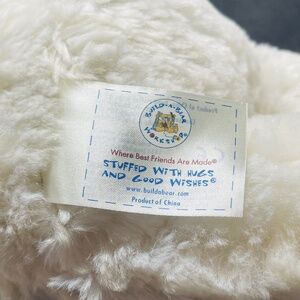 BUILD-A-BEAR
WORKSHOP®
Where Best Friends Are Made®
STUFFED WITH HUGS
AND GOOD WISHES®
www.buildabear.com
Product of China